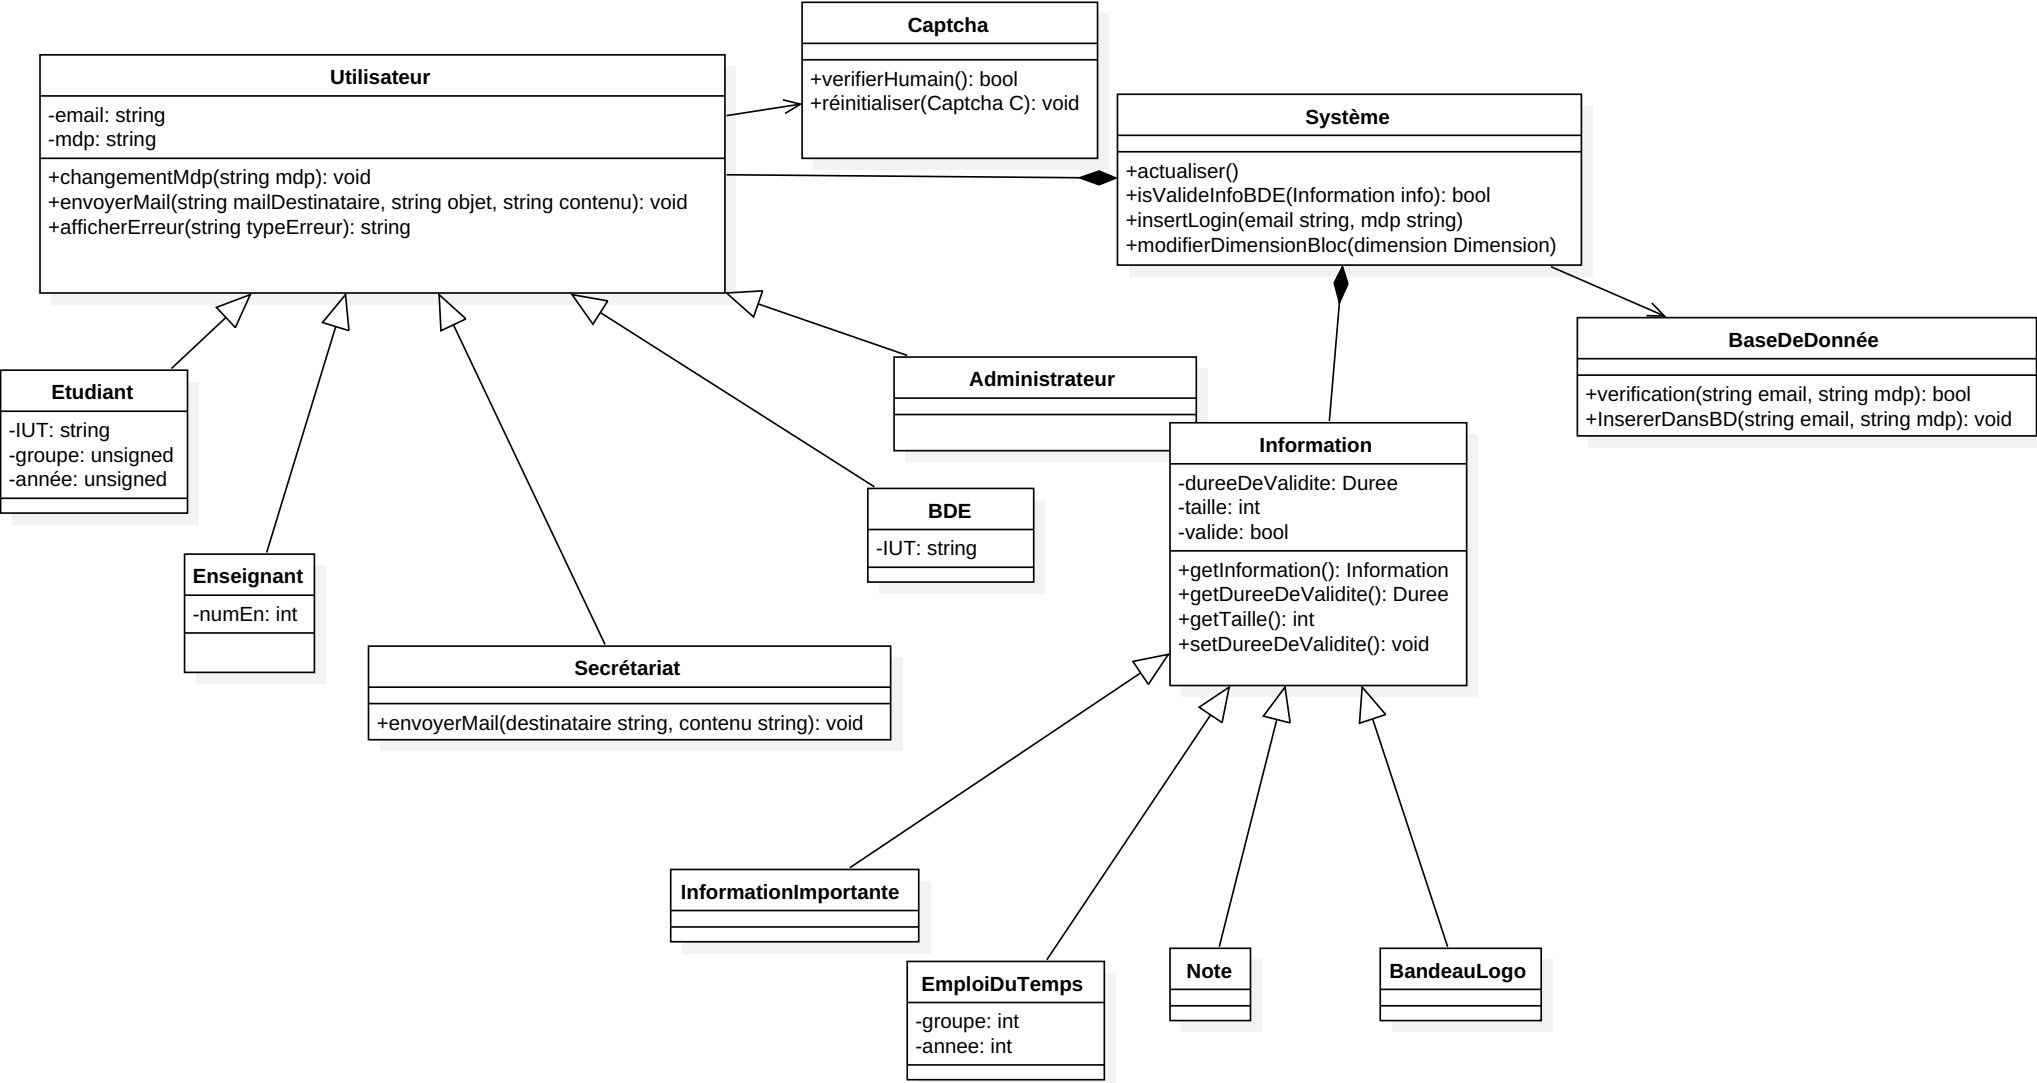 Captcha
+verifierHumain(): bool
+réinitialiser(Captcha C): void
Utilisateur
-email: string
-mdp: string
+changementMdp(string mdp): void
+envoyerMail(string mailDestinataire, string objet, string contenu): void
+afficherErreur(string typeErreur): string
Système
+actualiser()
+isValideInfoBDE(Information info): bool
+insertLogin(email string, mdp string)
+modifierDimensionBloc(dimension Dimension)
BaseDeDonnée
+verification(string email, string mdp): bool
+InsererDansBD(string email, string mdp): void
Etudiant
-IUT: string
-groupe: unsigned
-année: unsigned
Administrateur
Information
-dureeDeValidite: Duree
-taille: int
-valide: bool
+getInformation(): Information
+getDureeDeValidite(): Duree
+getTaille(): int
+setDureeDeValidite(): void
BDE
-IUT: string
Enseignant
-numEn: int
Secrétariat
+envoyerMail(destinataire string, contenu string): void
InformationImportante
EmploiDuTemps
-groupe: int
-annee: int
Note
BandeauLogo